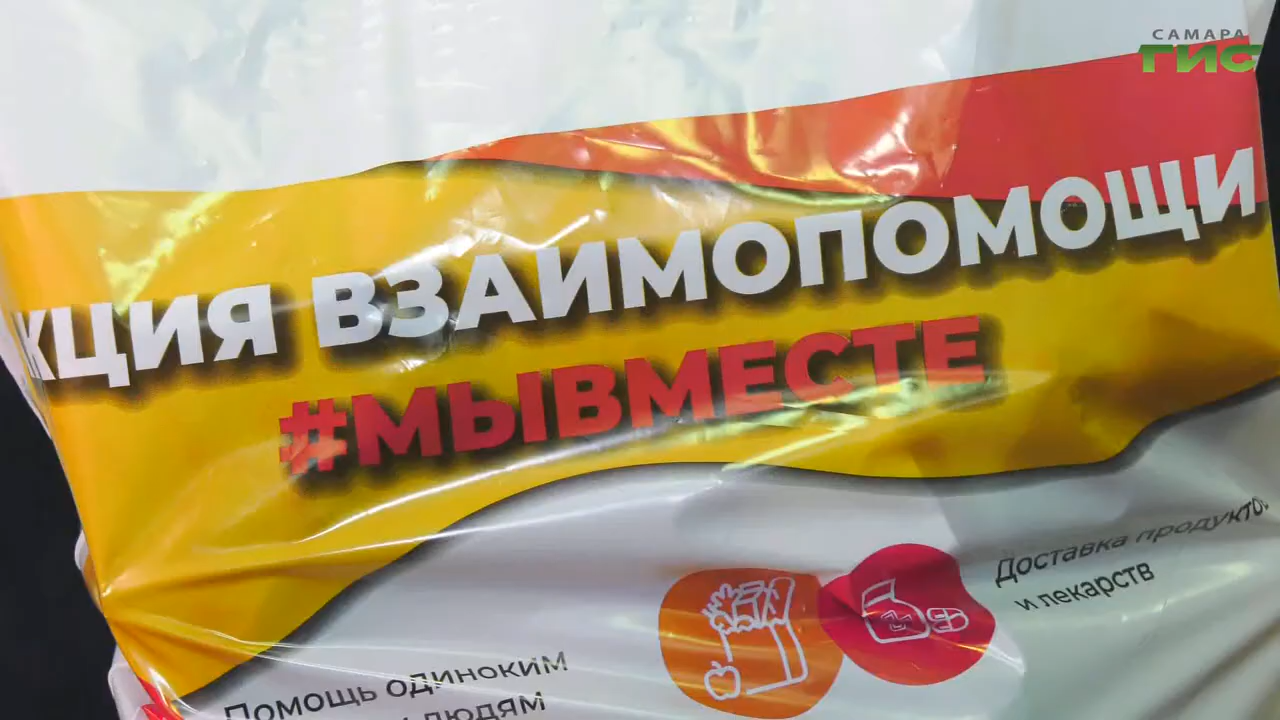 САМАРА
ГИС
КЦИЯ ВЗАИМОПОМОЩИ
#МЫВМЕСТЕ
Доставка продукто
и лекарств
Помощь одиноким
людям